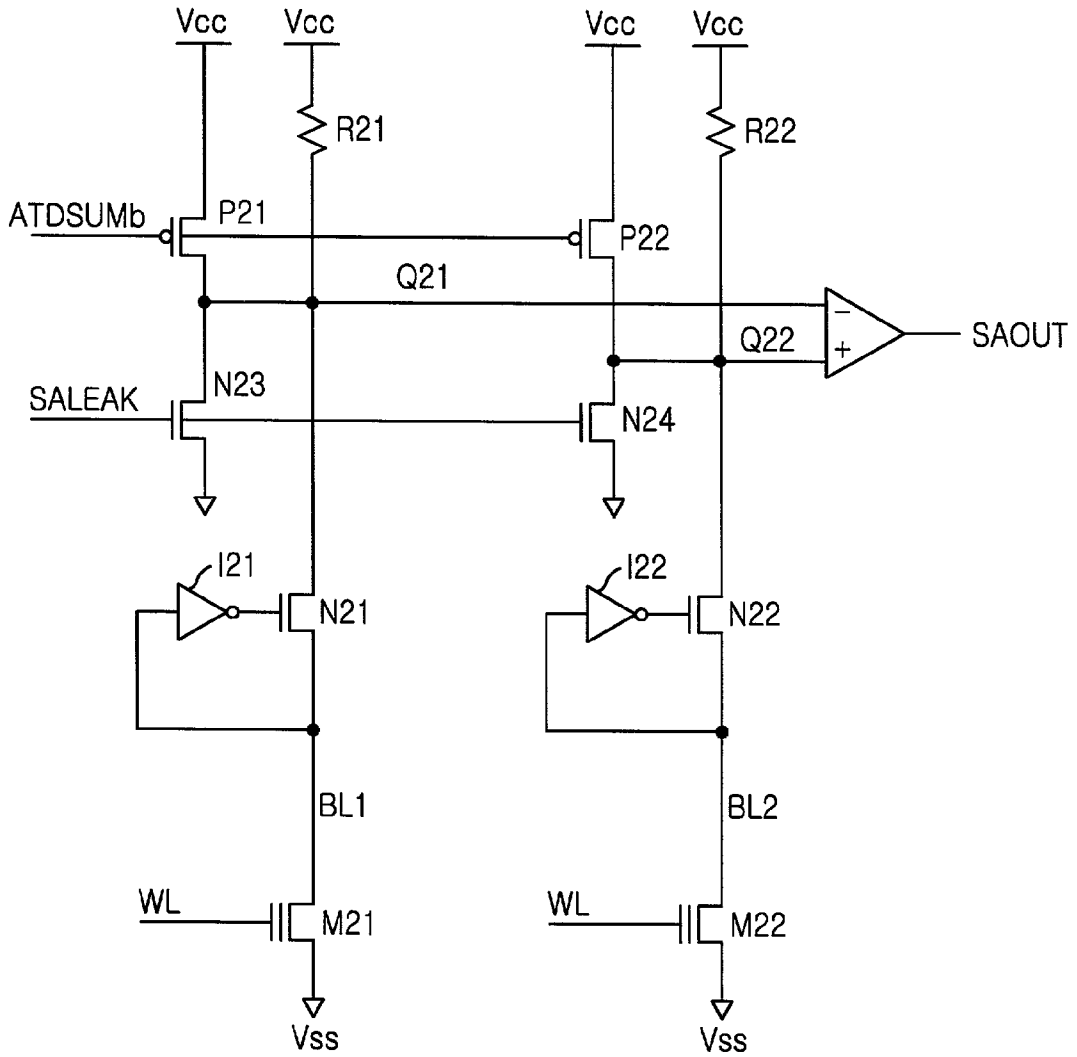 Vcc Vcc Vcc Vcc
R21 R22
ATDSUMb P21 P22
Q21
− Q22 + SAOUT
SALEAK N23 N24
I21 I22
N21 N22
BL1 BL2
WL M21 WL M22
Vss Vss